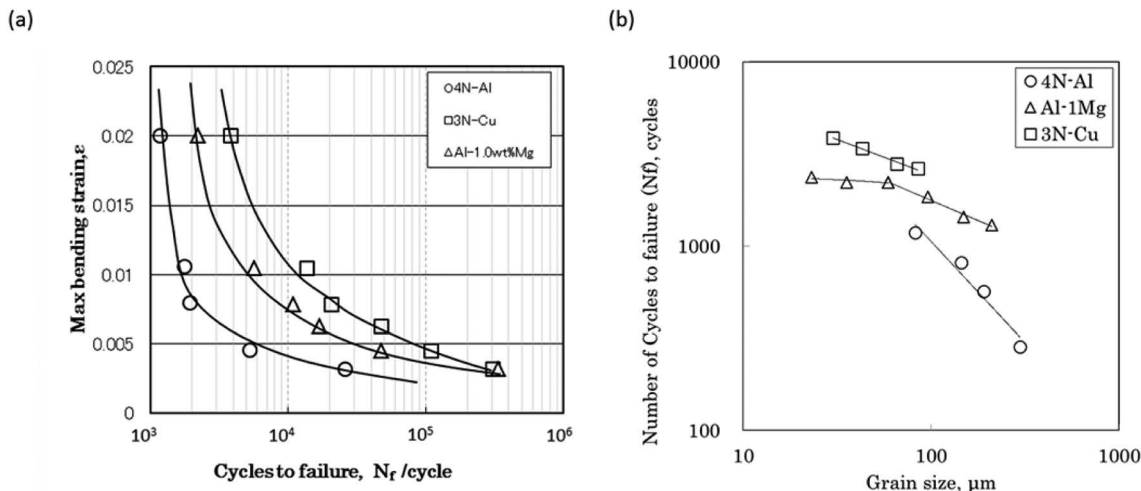 (a)
Max bending strain,ε
0.025
0.020
0.015
0.010
0.005
0
10³
10⁴
10⁵
10⁶
Cycles to failure, Nf /cycle
○4N-Al
□3N-Cu
△Al-1.0wt%Mg
(b)
Number of Cycles to failure (Nf), cycles
10000
1000
100
10
100
1000
Grain size, μm
4N-Al
Al-1Mg
3N-Cu